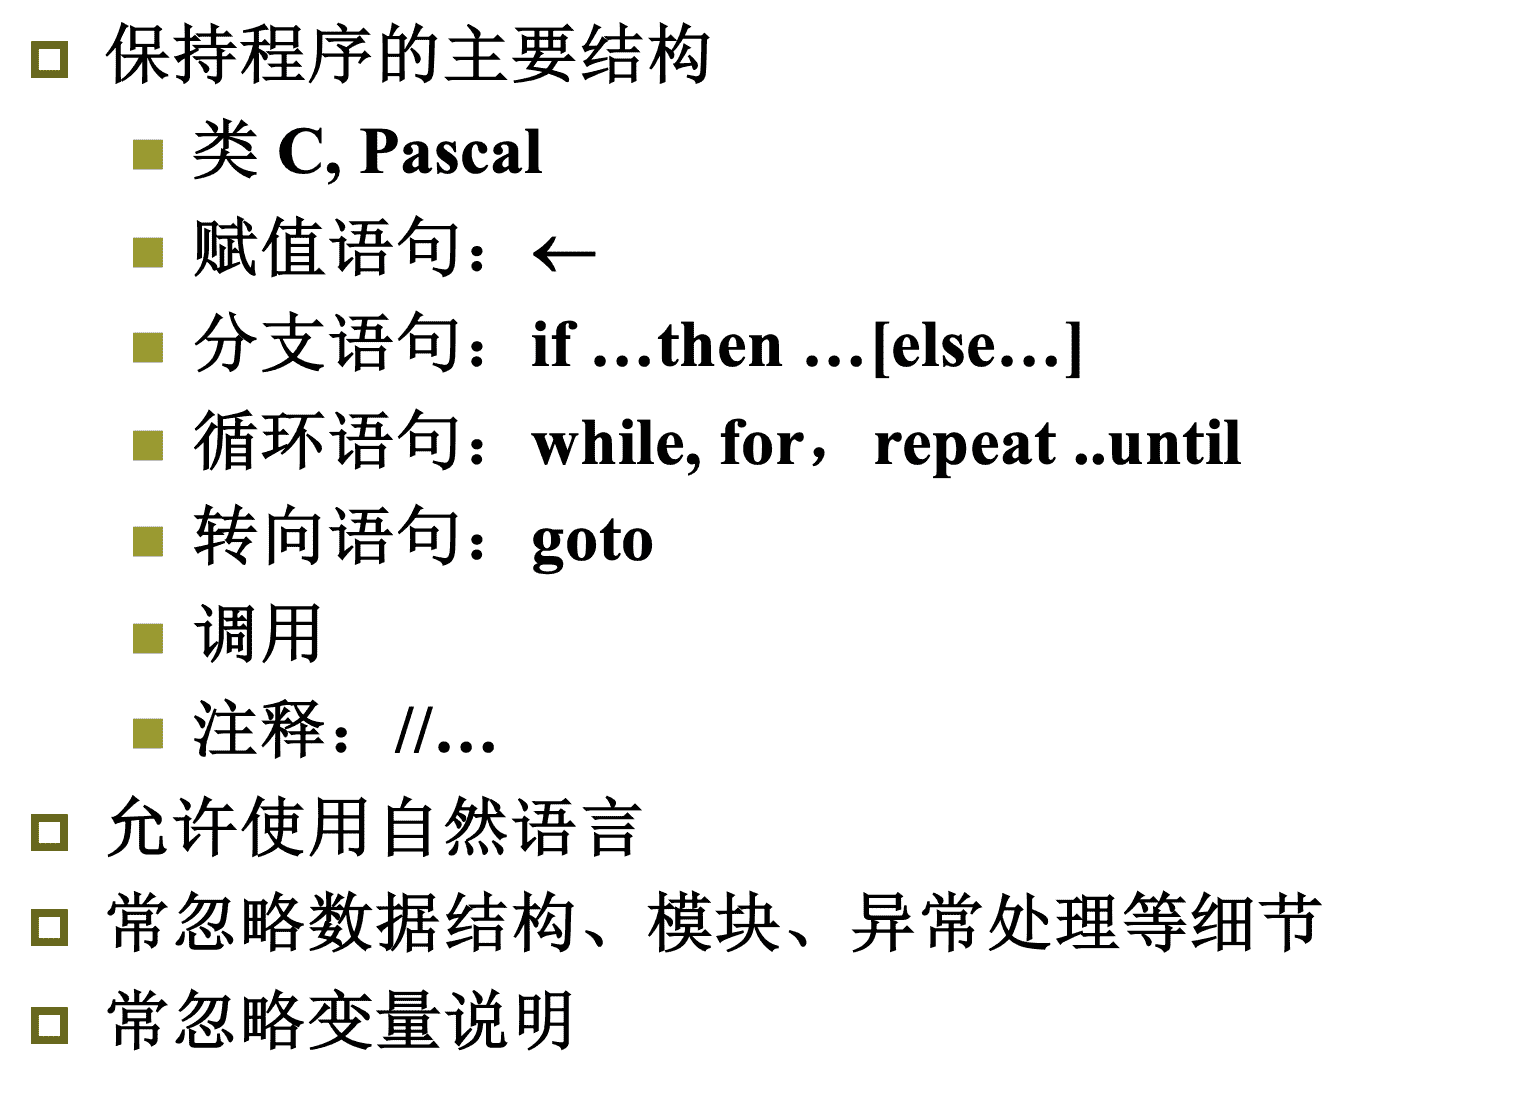 保持程序的主要结构
类 C, Pascal
赋值语句：←
分支语句：if …then …[else…]
循环语句：while, for，repeat ..until
转向语句：goto
调用
注释：//…
允许使用自然语言
常忽略数据结构、模块、异常处理等细节
常忽略变量说明